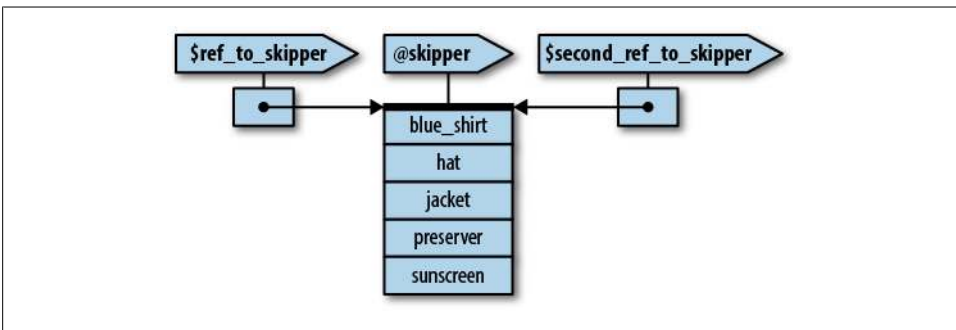 $ref_to_skipper
@skipper
$second_ref_to_skipper
blue_shirt
hat
jacket
preserver
sunscreen